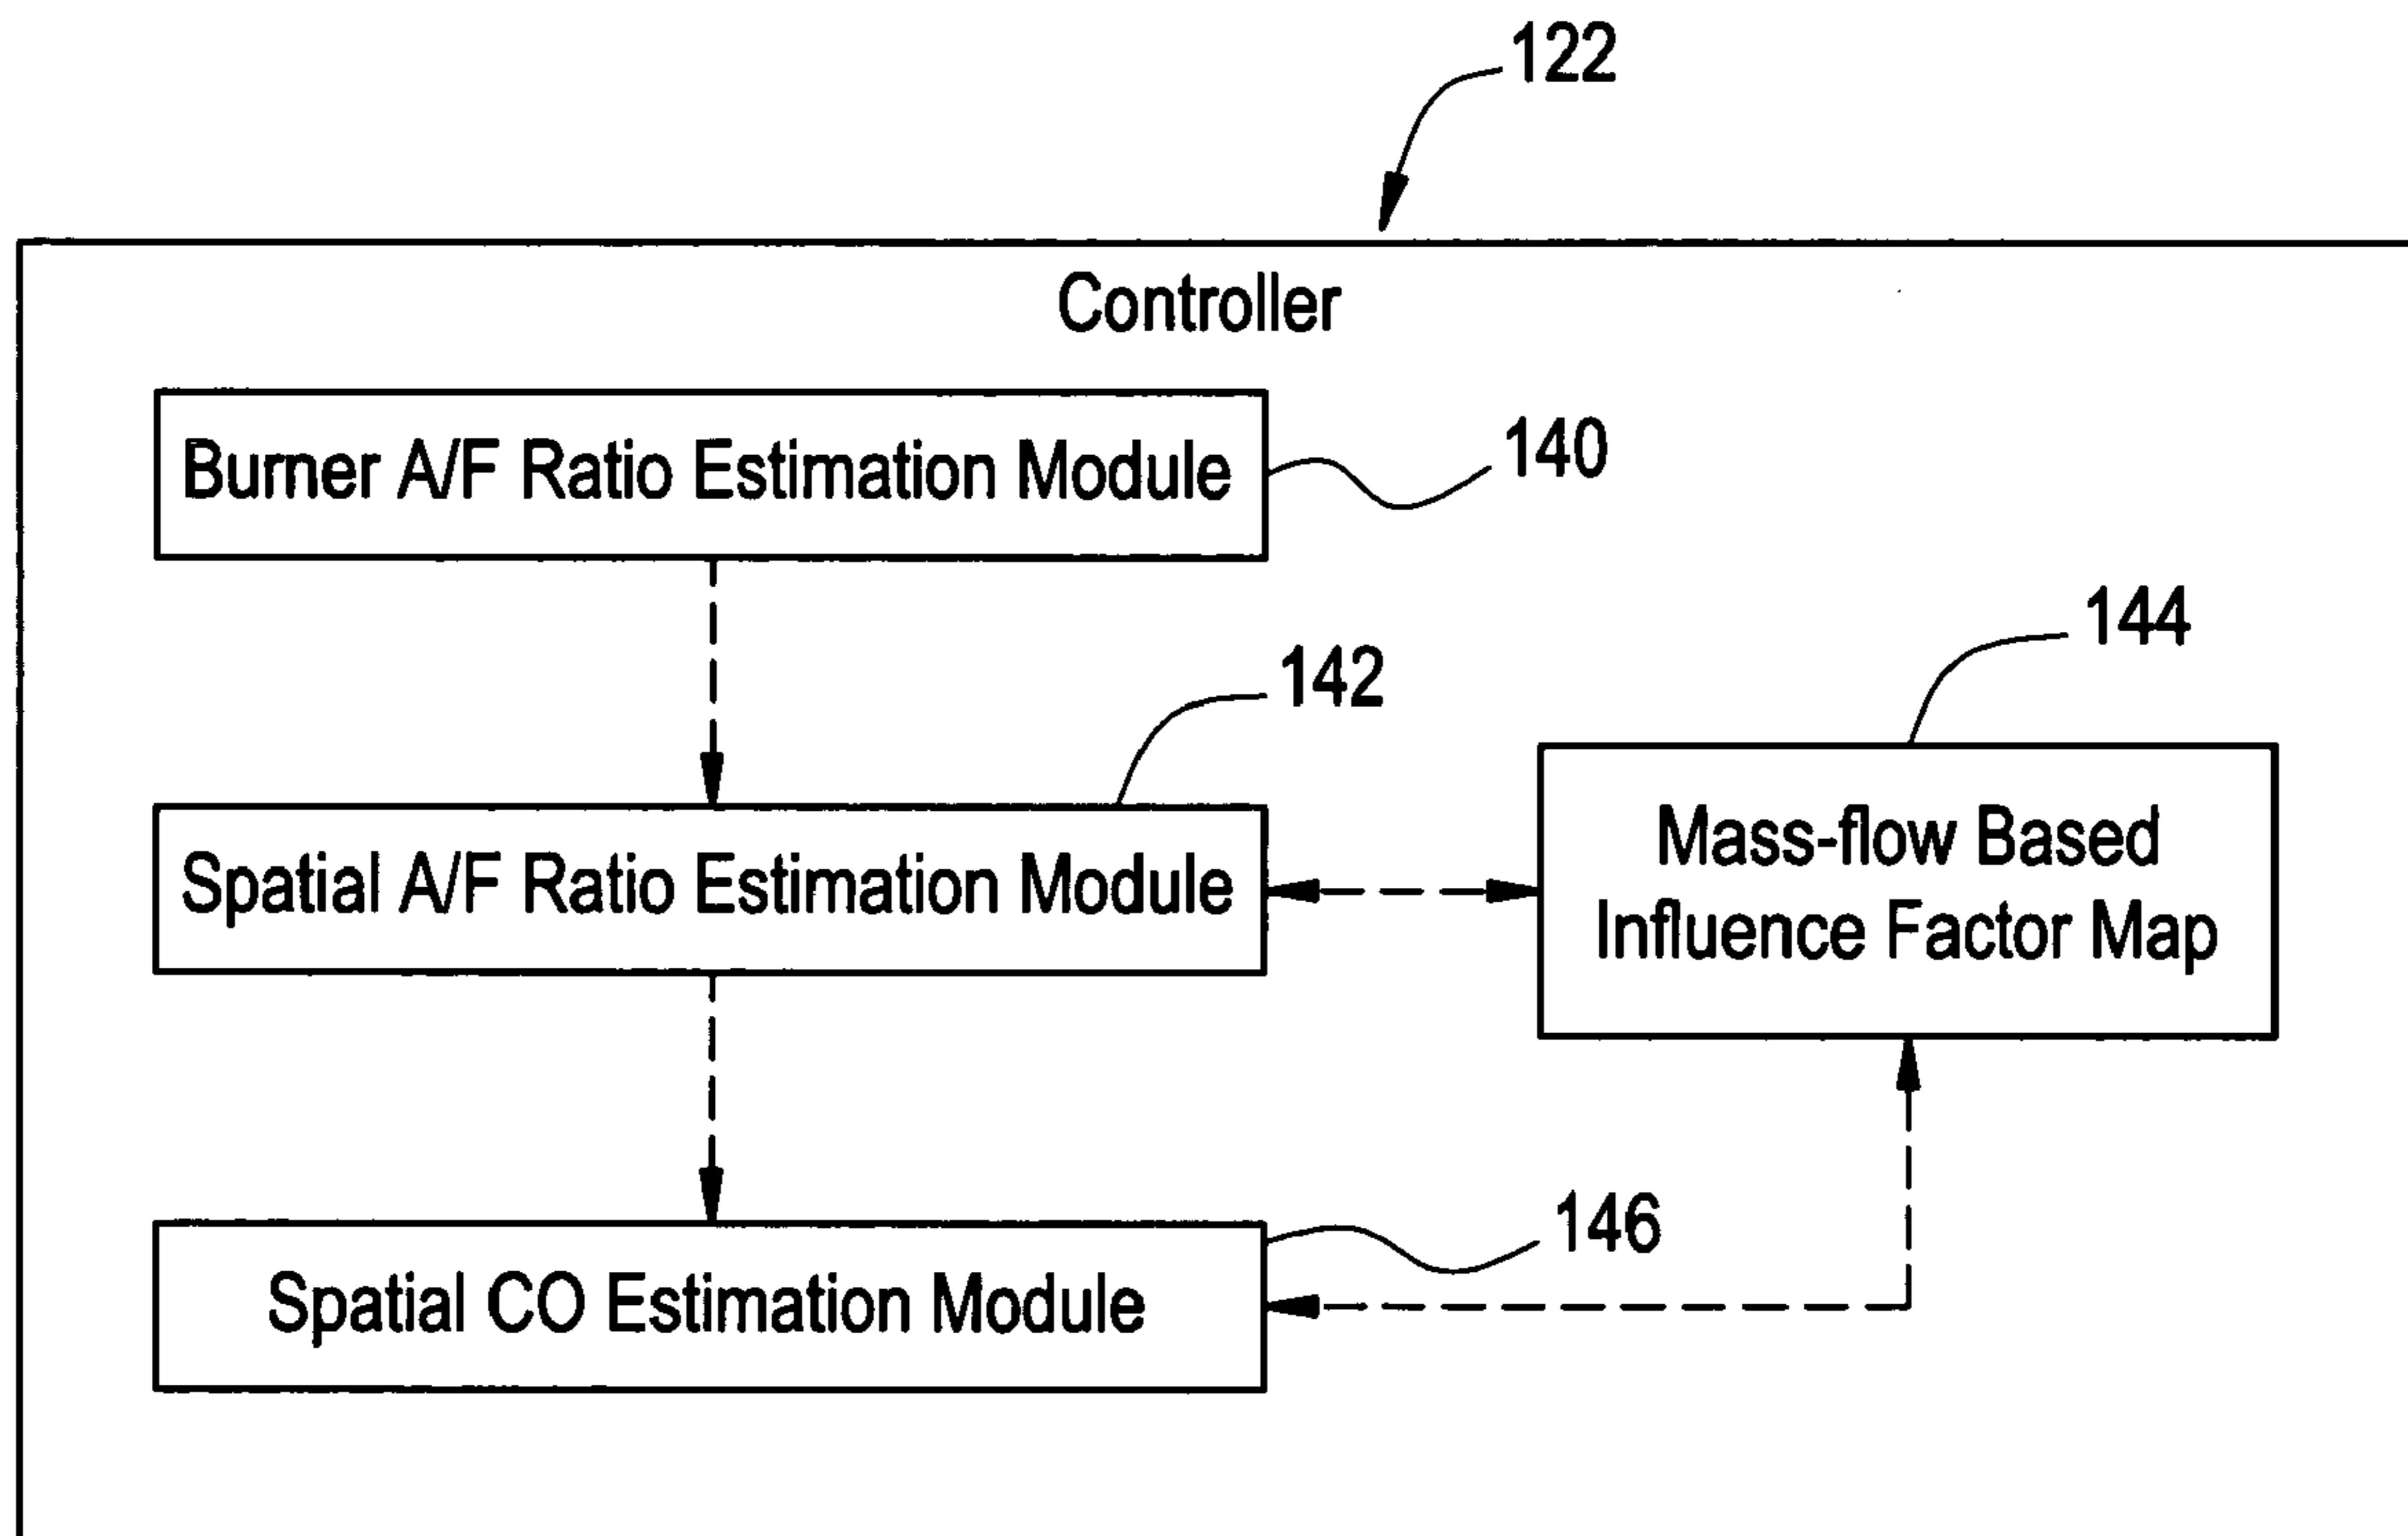 122
Controller
Burner A/F Ratio Estimation Module
140
142
144
Spatial A/F Ratio Estimation Module
Mass-flow Based
Influence Factor Map
146
Spatial CO Estimation Module